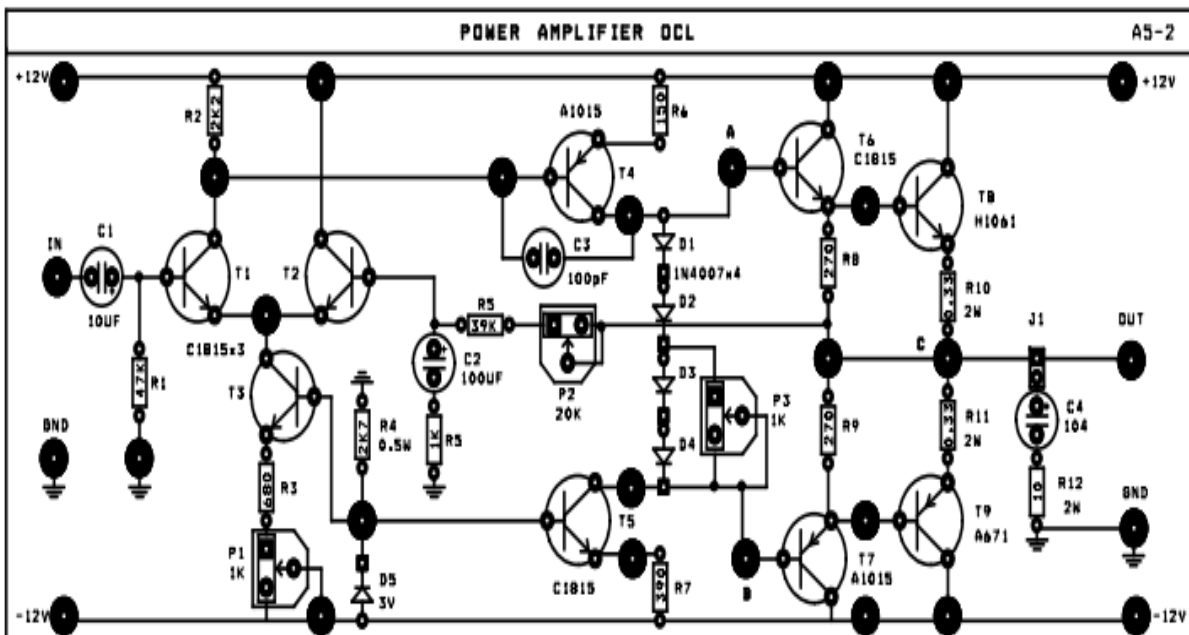 POWER AMPLIFIER OCL
A5-2
+12V
+12V
R2
2K2
A1015
150
R6
A
T6
C1815
T4
T8
H1061
IN
C1
10UF
T1
T2
C3
100pF
D1
1N4007x4
R8
270
0.33
R10
2W
D2
R5
39K
J1
OUT
C
C1815x3
C2
100UF
P2
20K
47K
R1
T3
D3
P3
1K
R4
2K7
0.5W
1K
R5
270
R9
0.33
R11
2W
C4
104
GND
D4
680
R3
10
R12
2W
GND
T5
T9
A671
P1
1K
D5
3V
C1815
390
R7
B
T7
A1015
-12V
-12V